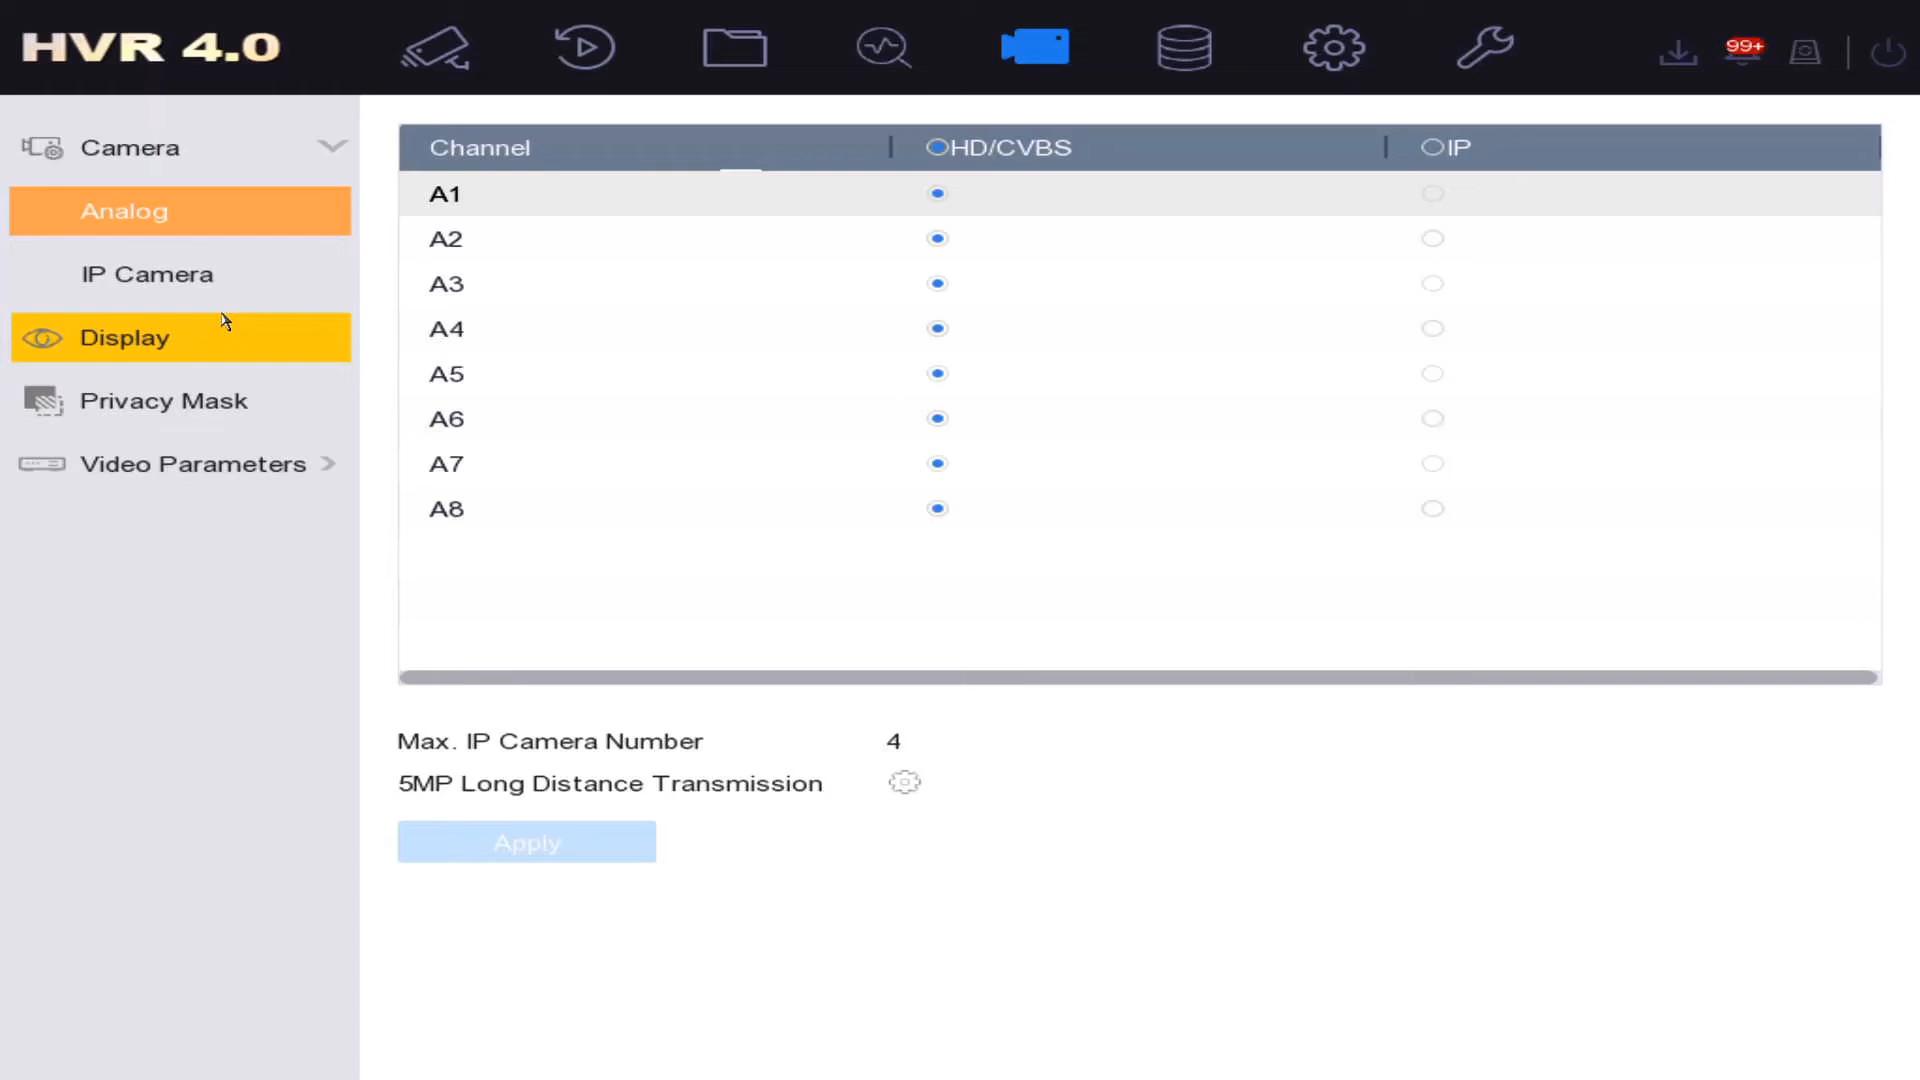 HVR 4.0
99+
Camera
Analog
IP Camera
Display
Privacy Mask
Video Parameters
Channel HD/CVBS IP
A1
A2
A3
A4
A5
A6
A7
A8
Max. IP Camera Number 4
5MP Long Distance Transmission
Apply